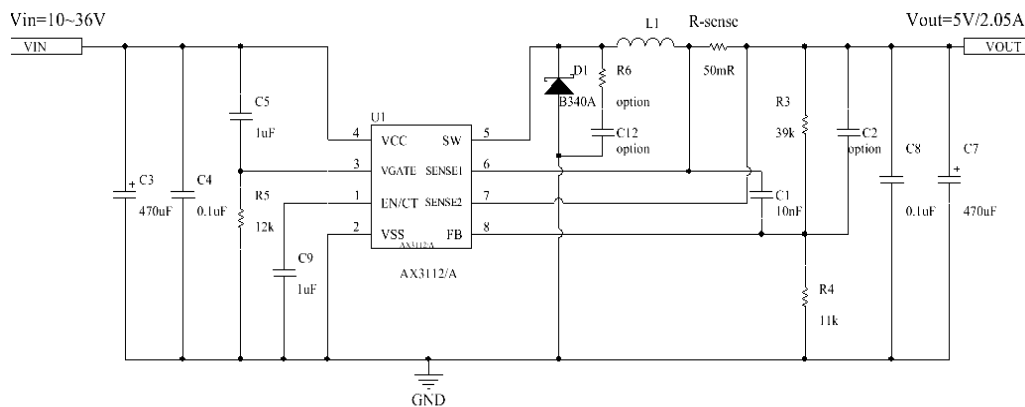 Vin=10~36V
VIN
C3
470uF
C4
0.1uF
C5
1uF
R5
12k
C9
1uF
U1
4 VCC SW 5
3 VGATE SENSE1 6
1 EN/CT SENSE2 7
2 VSS FB 8
AX3112/A
AX3112/A
GND
D1
B340A
R6
option
C12
option
L1
R-sense
50mR
C1
10nF
R3
39k
R4
11k
C2
option
C8
0.1uF
C7
470uF
Vout=5V/2.05A
VOUT
+
+